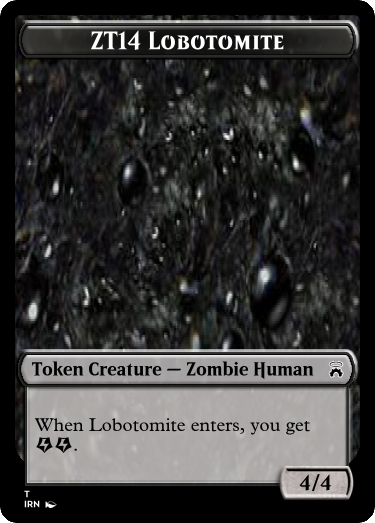 ZT14 Lobotomite
Token Creature — Zombie Human
When Lobotomite enters, you get
.
4/4
T
IRN